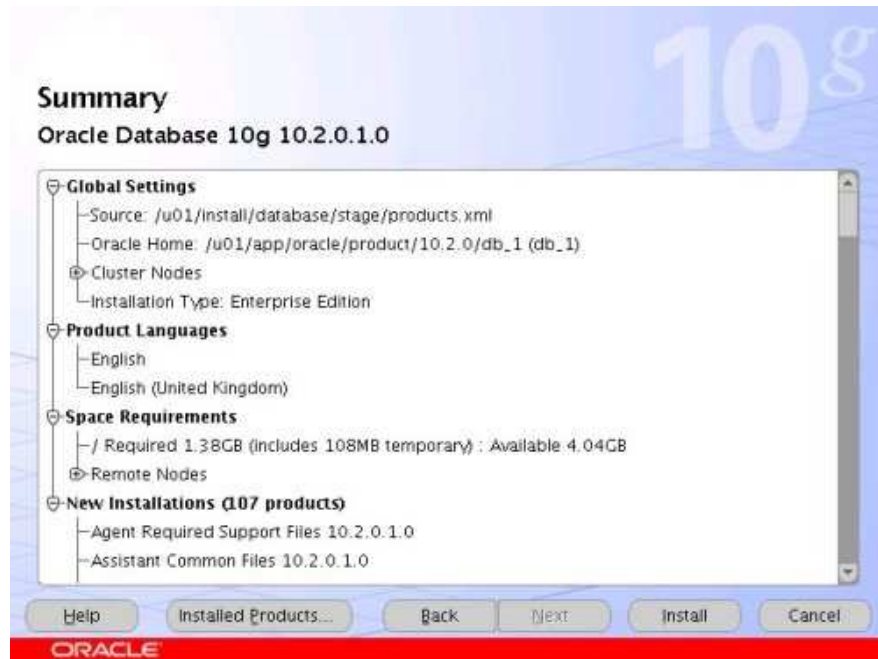 10g
Summary
Oracle Database 10g 10.2.0.1.0
Global Settings
Source: /u01/install/database/stage/products.xml
Oracle Home: /u01/app/oracle/product/10.2.0/db_1 (db_1)
Cluster Nodes
Installation Type: Enterprise Edition
Product Languages
English
English (United Kingdom)
Space Requirements
/ Required 1.38GB (includes 108MB temporary) : Available 4.04GB
Remote Nodes
New Installations (107 products)
Agent Required Support Files 10.2.0.1.0
Assistant Common Files 10.2.0.1.0
Help Installed Products... Back Next Install Cancel
ORACLE